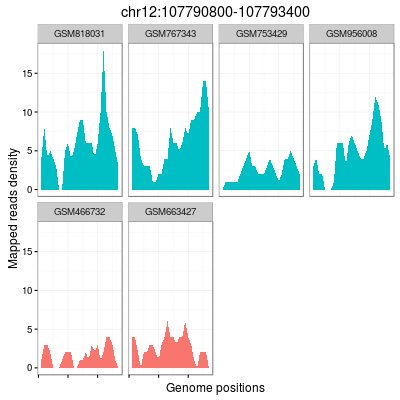 chr12:107790800-107793400
GSM818031 GSM767343 GSM753429 GSM956008
15
10
5
0
GSM466732 GSM663427
15
10
5
0
Mapped reads density
Genome positions